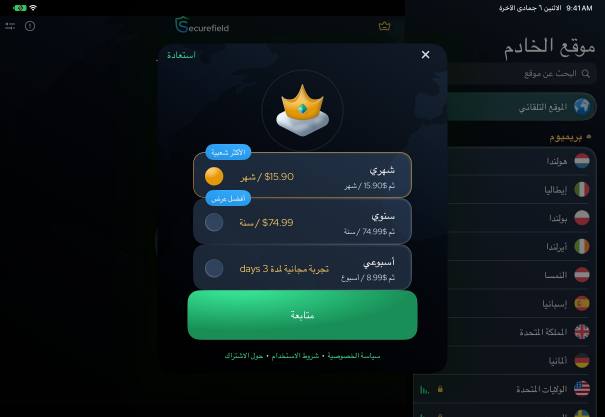 9:41 AM الاثنين ٦ جمادى الآخرة
Securefield
موقع الخادم
البحث عن موقع
الموقع التلقائي
بريميوم
هولندا
إيطاليا
بولندا
أيرلندا
النمسا
إسبانيا
المملكة المتحدة
ألمانيا
الولايات المتحدة
استعادة
الأكثر شعبية
شهري
$15.90 / شهر
ثم 15.90$ / شهر
أفضل عرض
سنوي
$74.99 / سنة
ثم 74.99$ / سنة
أسبوعي
تجربة مجانية لمدة 3 days
ثم 8.99$ / اسبوع
متابعة
سياسة الخصوصية • شروط الاستخدام • حول الاشتراك